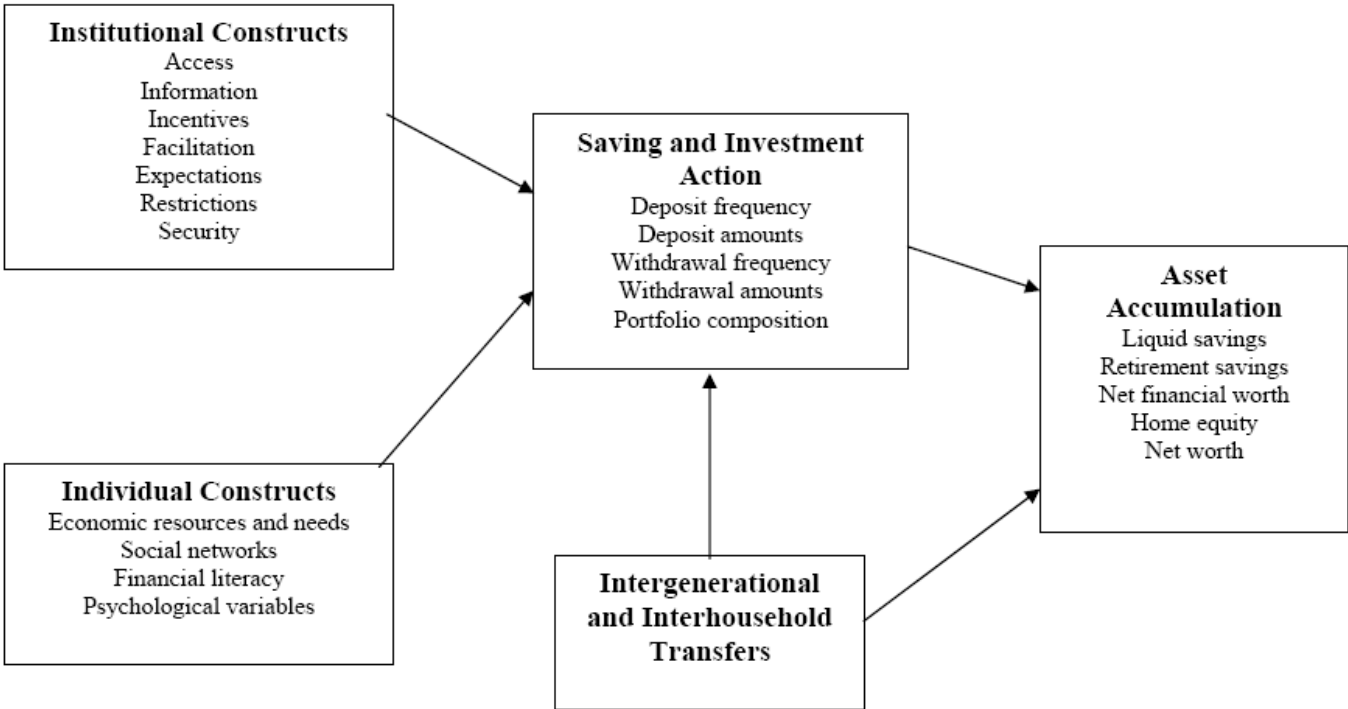 Institutional Constructs
Access
Information
Incentives
Facilitation
Expectations
Restrictions
Security
Saving and Investment
Action
Deposit frequency
Deposit amounts
Withdrawal frequency
Withdrawal amounts
Portfolio composition
Asset
Accumulation
Liquid savings
Retirement savings
Net financial worth
Home equity
Net worth
Individual Constructs
Economic resources and needs
Social networks
Financial literacy
Psychological variables
Intergenerational
and Interhousehold
Transfers